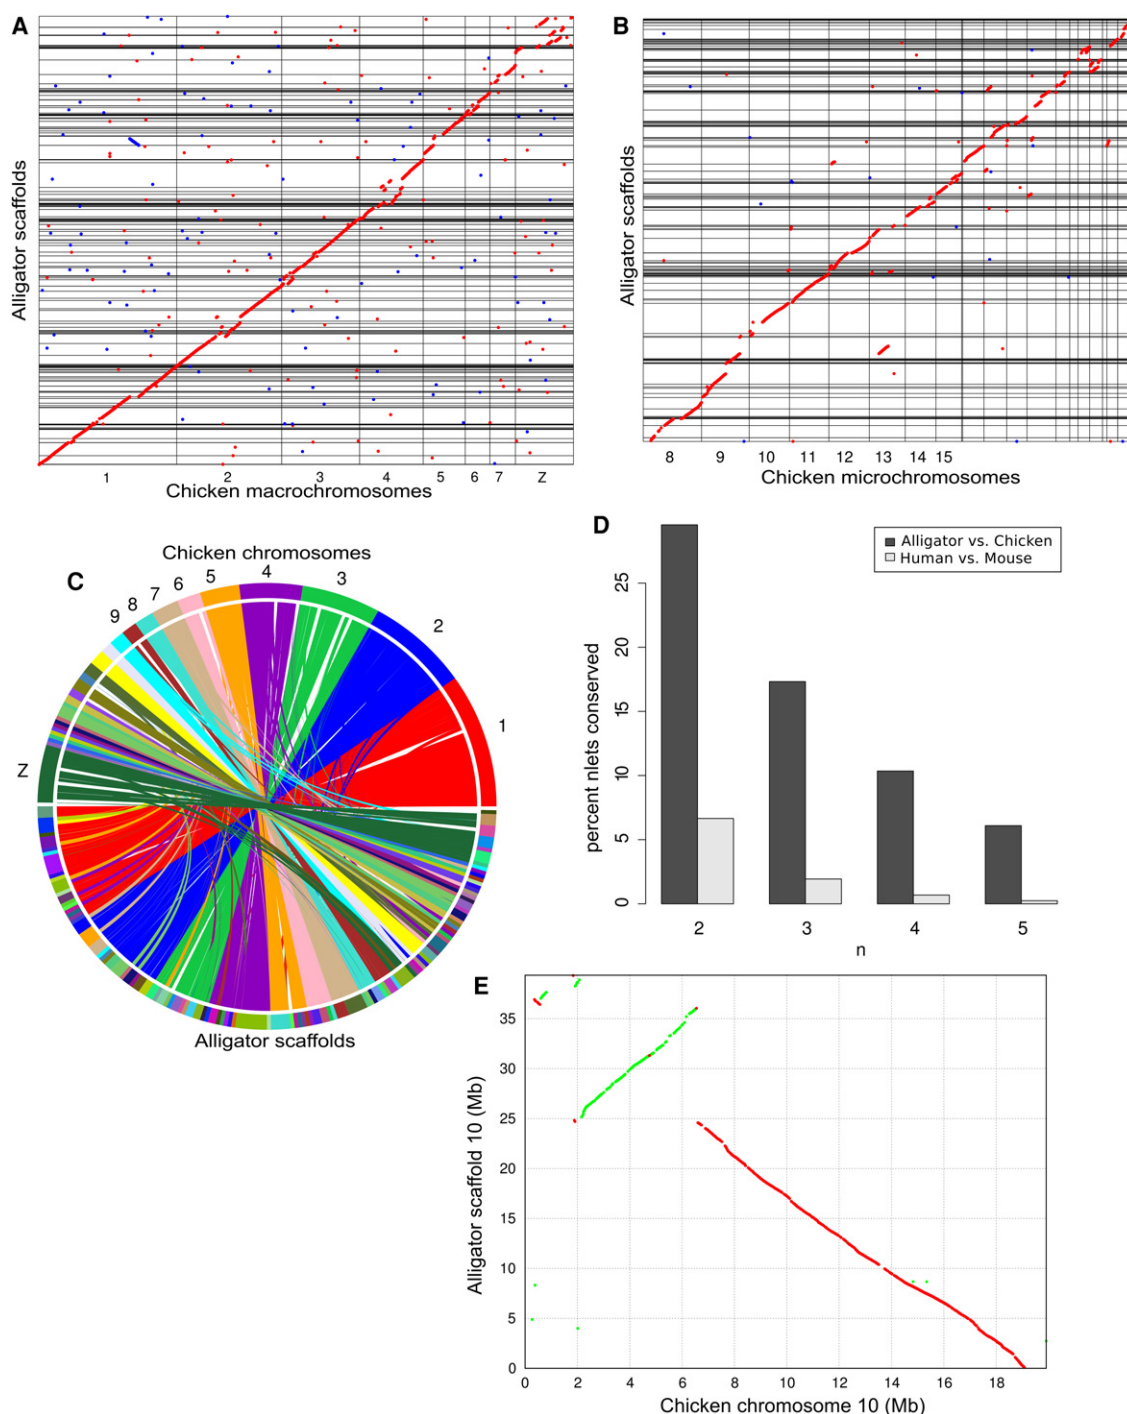 A
Alligator scaffolds
1 2 3 4 5 6 7 Z
Chicken macrochromosomes
B
Alligator scaffolds
8 9 10 11 12 13 14 15
Chicken microchromosomes
C
Chicken chromosomes
Z 9 8 7 6 5 4 3 2 1
Alligator scaffolds
D
Alligator vs. Chicken
Human vs. Mouse
percent nlets conserved
25
20
15
10
5
0
2 3 4 5
n
E
Alligator scaffold 10 (Mb)
35
30
25
20
15
10
5
0
0 2 4 6 8 10 12 14 16 18
Chicken chromosome 10 (Mb)